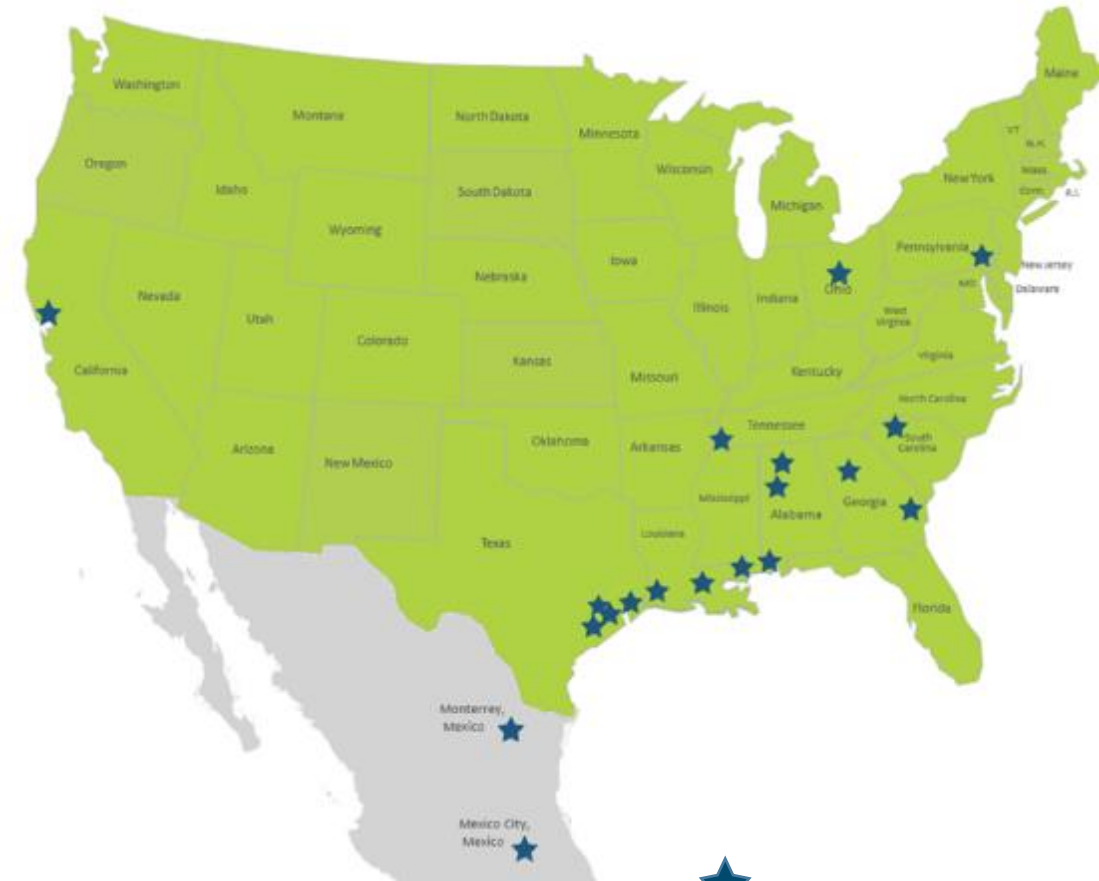 Washington
Montana
North Dakota
Minnesota
Maine
VT
N.H.
Oregon
Idaho
South Dakota
Wisconsin
New York
Mass.
Conn.
R.I.
Michigan
Wyoming
Iowa
Pennsylvania
New Jersey
Nebraska
Nevada
Illinois
Indiana
Ohio
MD
Delaware
Utah
Colorado
West
Virginia
California
Kansas
Missouri
Kentucky
Virginia
North Carolina
Arizona
New Mexico
Oklahoma
Arkansas
Tennessee
South
Carolina
Mississippi
Alabama
Georgia
Texas
Louisiana
Florida
Monterrey,
Mexico
Mexico City,
Mexico